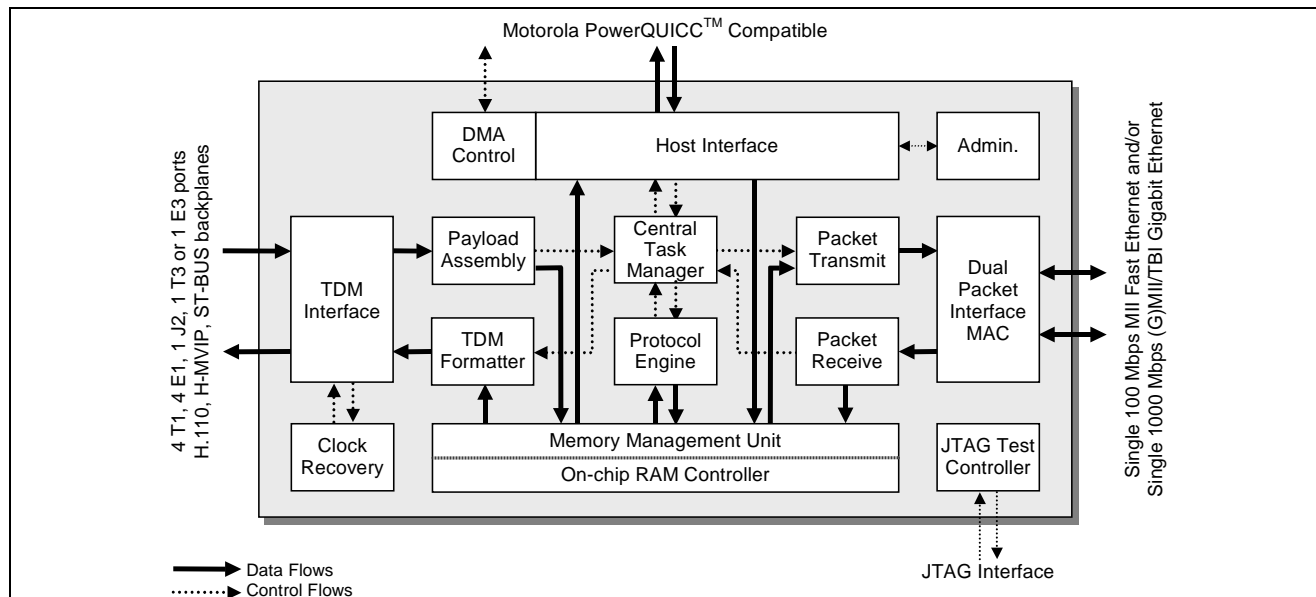 Motorola PowerQUICC™ Compatible
DMA
Control
Host Interface
Admin.
4 T1, 4 E1, 1 J2, 1 T3 or 1 E3 ports
H.110, H-MVIP, ST-BUS backplanes
TDM
Interface
Payload
Assembly
Central
Task
Manager
Packet
Transmit
Dual
Packet
Interface
MAC
TDM
Formatter
Protocol
Engine
Packet
Receive
Single 100 Mbps MII Fast Ethernet and/or
Single 1000 Mbps (G)MII/TBI Gigabit Ethernet
Clock
Recovery
Memory Management Unit
On-chip RAM Controller
JTAG Test
Controller
Data Flows
Control Flows
JTAG Interface